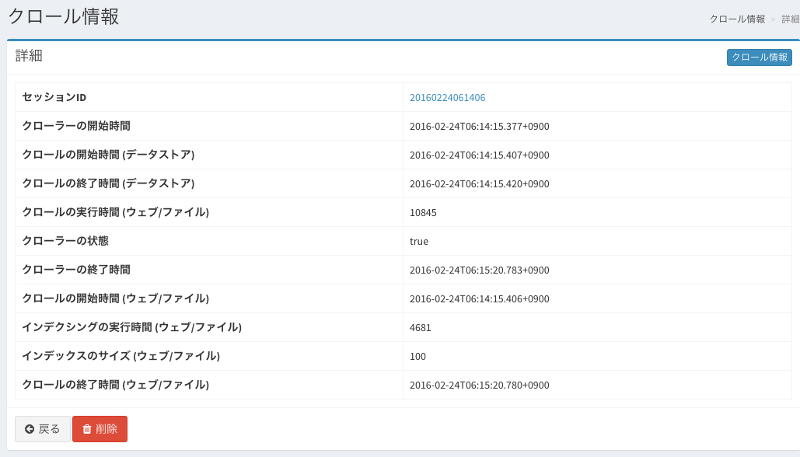 クロール情報
クロール情報 > 詳細
詳細
クロール情報
セッションID 20160224061406
クローラーの開始時間 2016-02-24T06:14:15.377+0900
クロールの開始時間 (データストア) 2016-02-24T06:14:15.407+0900
クロールの終了時間 (データストア) 2016-02-24T06:14:15.420+0900
クロールの実行時間 (ウェブ/ファイル) 10845
クローラーの状態 true
クローラーの終了時間 2016-02-24T06:15:20.783+0900
クロールの開始時間 (ウェブ/ファイル) 2016-02-24T06:14:15.406+0900
インデクシングの実行時間 (ウェブ/ファイル) 4681
インデックスのサイズ (ウェブ/ファイル) 100
クロールの終了時間 (ウェブ/ファイル) 2016-02-24T06:15:20.780+0900
戻る 削除